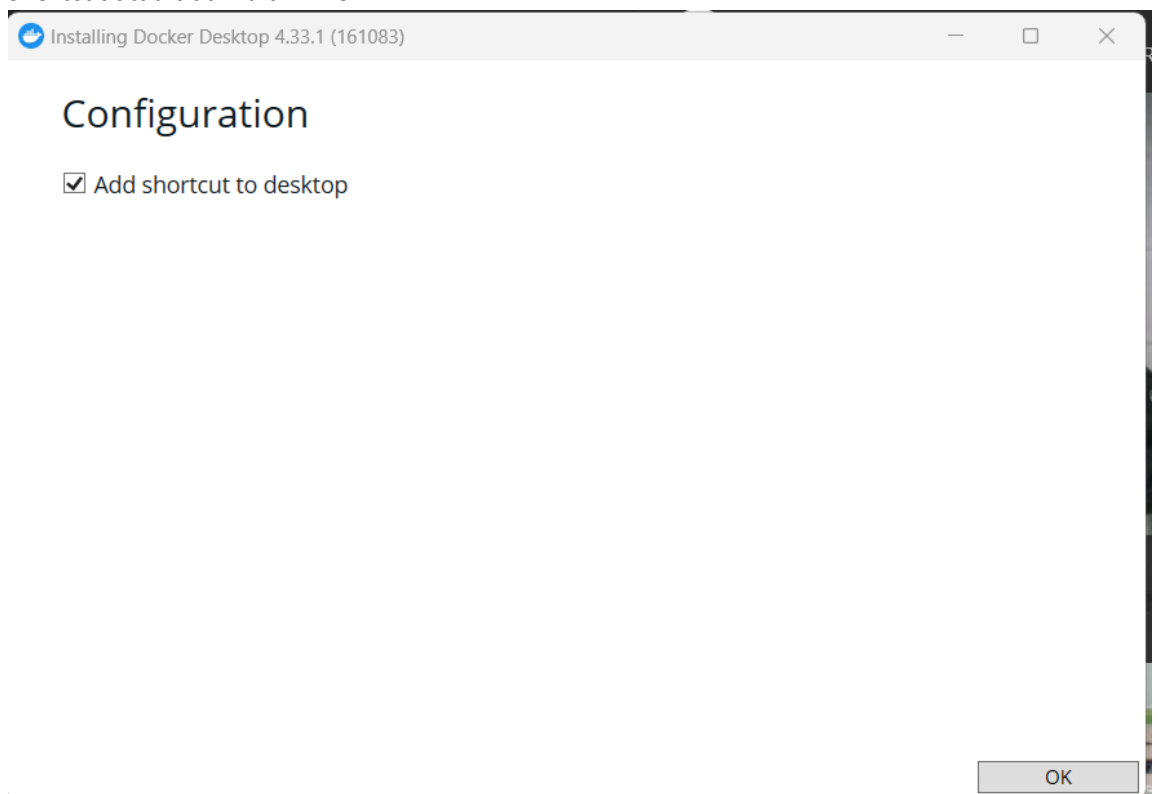 Installing Docker Desktop 4.33.1 (161083)
Configuration
Add shortcut to desktop
OK